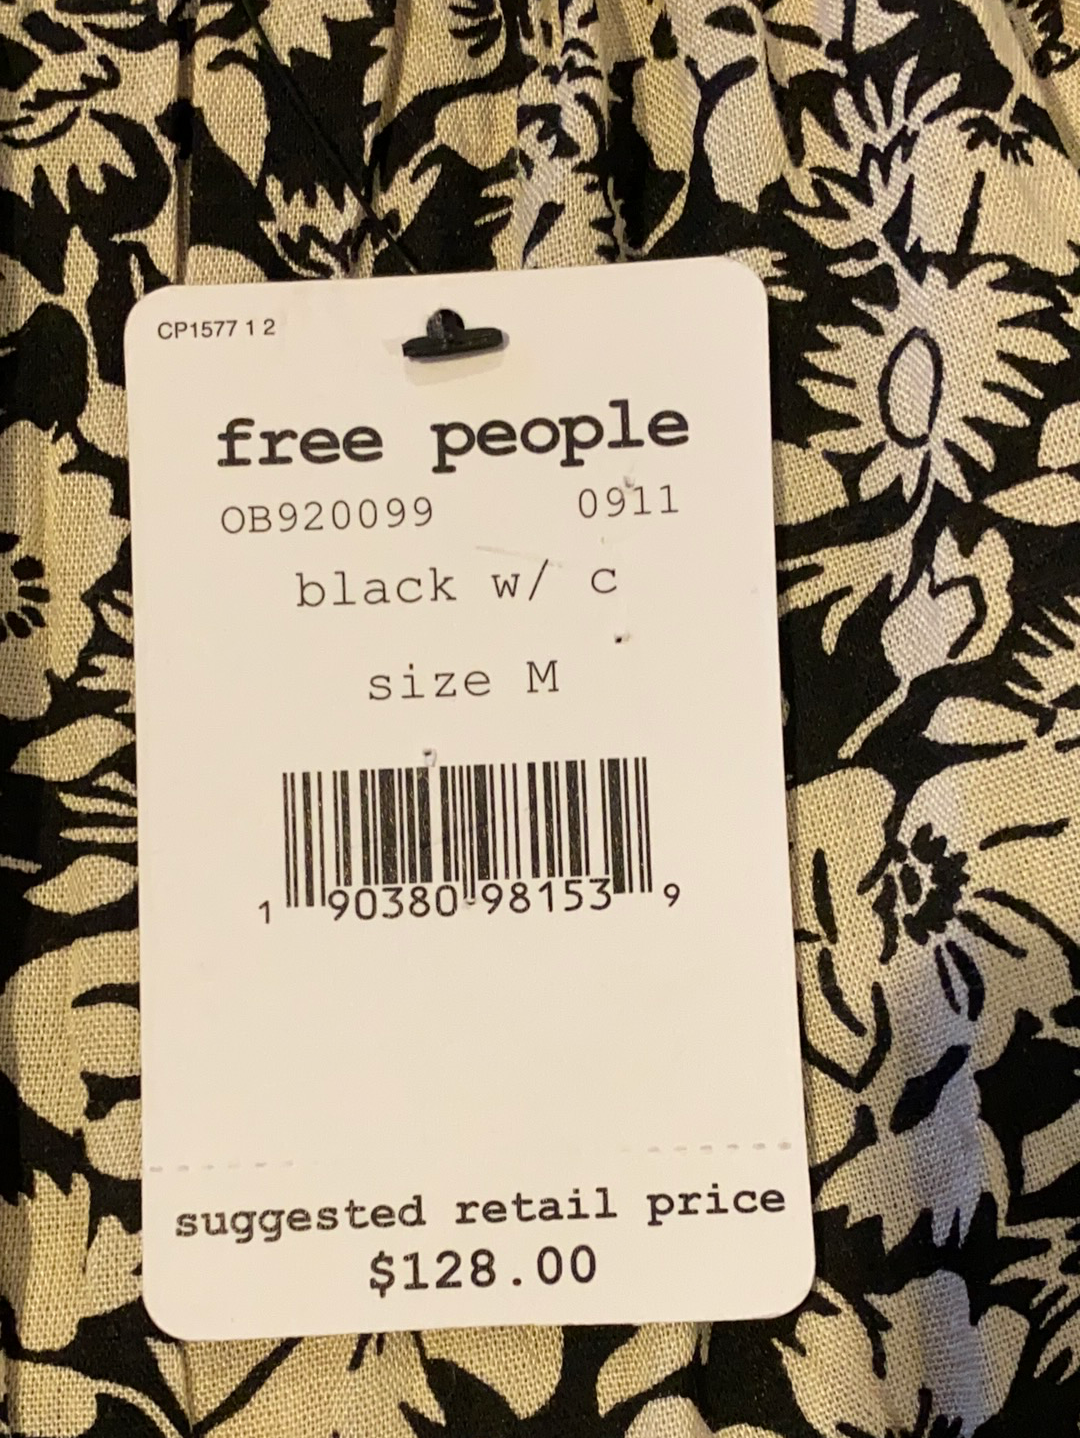 CP1577 1 2
free people
OB920099 0911
black w/ c
size M
1 90380 98153 9
suggested retail price
$128.00